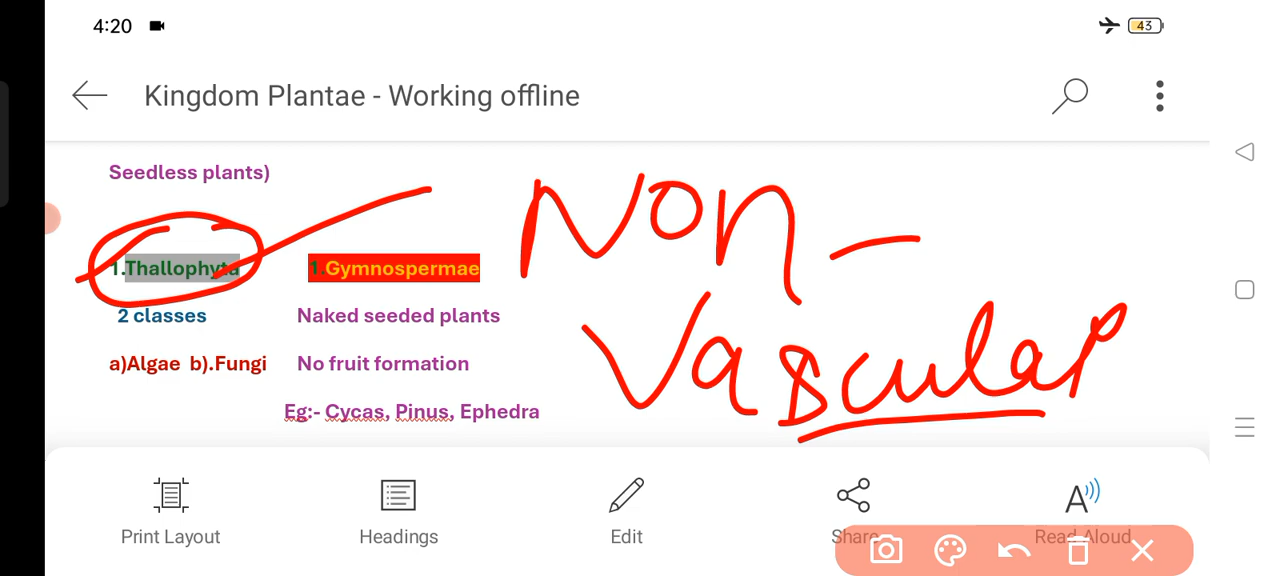 4:20
43
Kingdom Plantae - Working offline
Seedless plants)
Non-
1.Thallophyta
1.Gymnospermae
2 classes
Naked seeded plants
Vascular
a)Algae b).Fungi
No fruit formation
Eg:- Cycas, Pinus, Ephedra
Print Layout
Headings
Edit
Share
Read Aloud